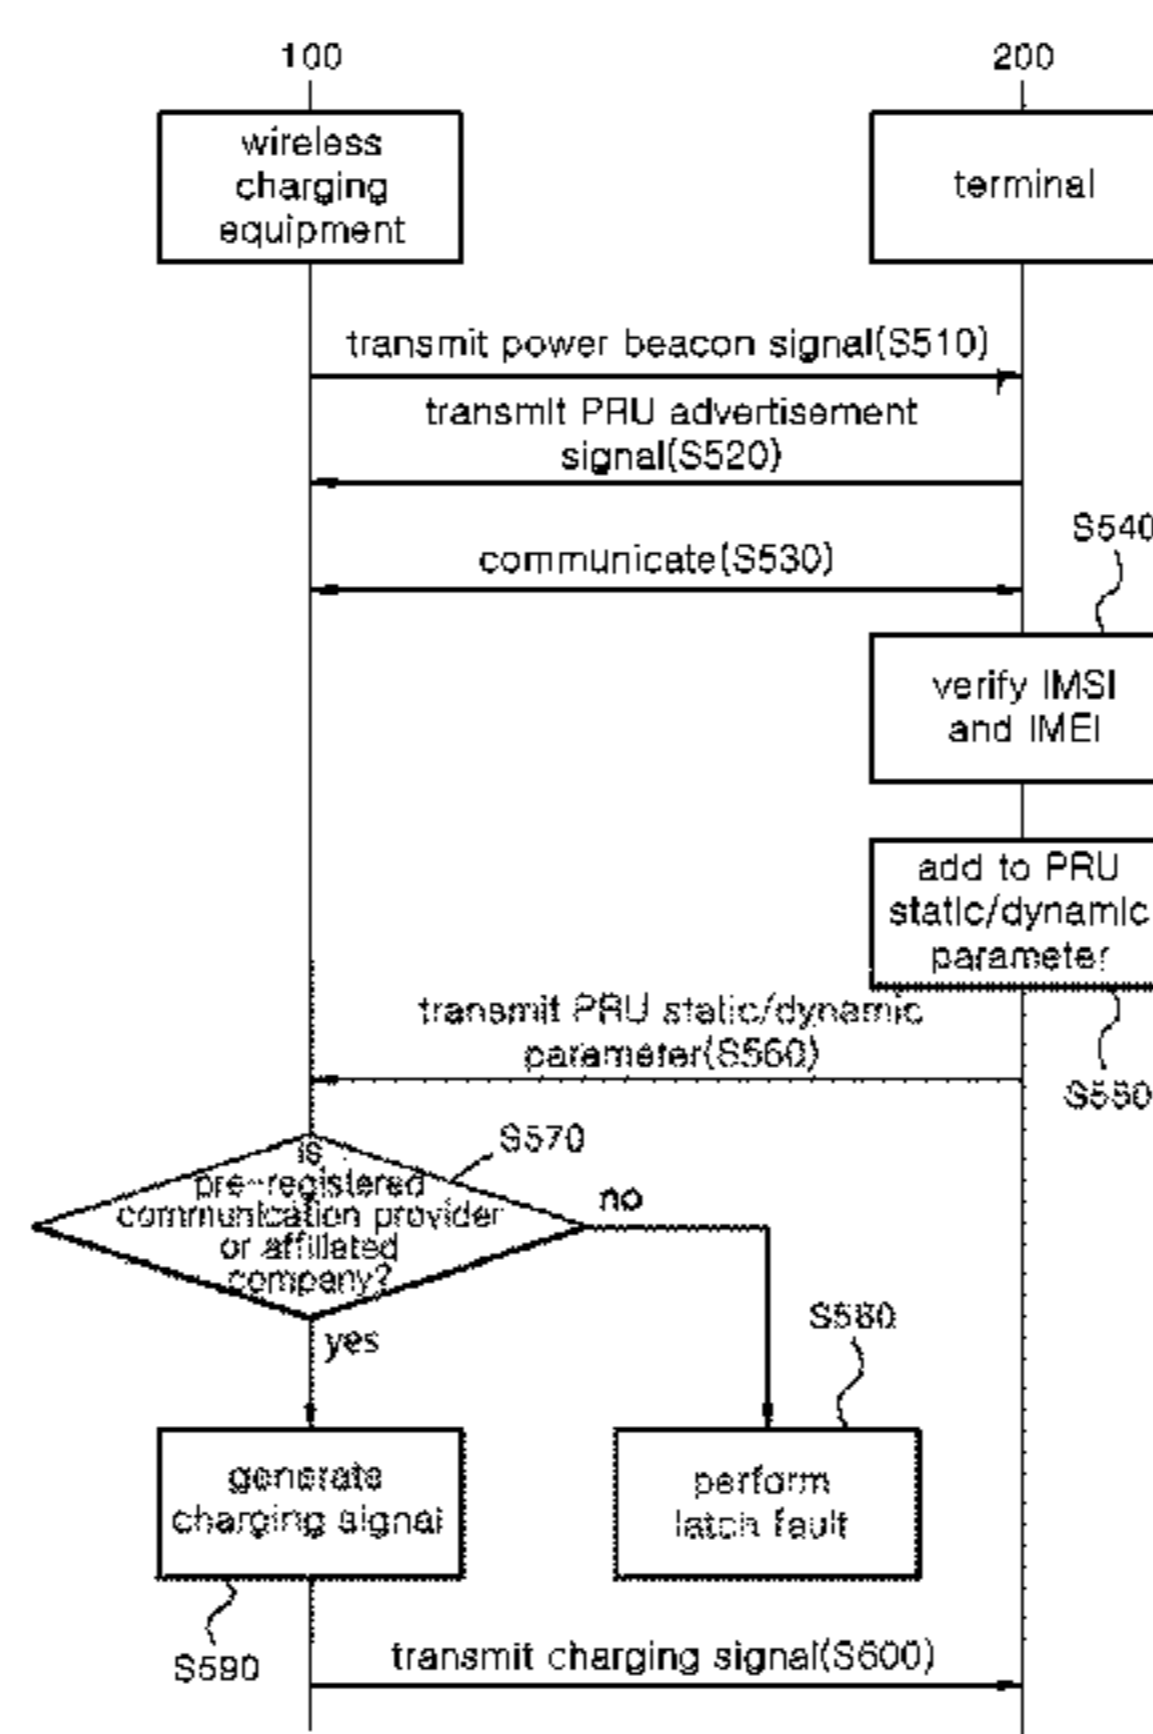 100
200
wireless
charging
equipment
terminal
transmit power beacon signal(S510)
transmit PRU advertisement
signal(S520)
S540
communicate(S530)
verify IMSI
and IMEI
add to PRU
static/dynamic
parameter
transmit PRU static/dynamic
parameter(S560)
S550
S570
is
pre-registered
communication provider
or affiliated
company?
no
yes
S580
generate
charging signal
perform
latch fault
S590
transmit charging signal(S600)